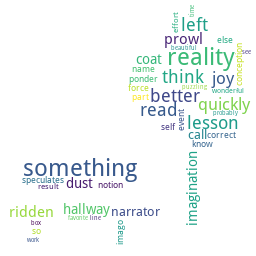 time
effort
left
prowl
else
beautiful
see
reality
coat
conception
name
think
joy
ponder
puzzling
force
wonderful
part
better
quickly
read
event
probably
lesson
self
call
correct
know
imagination
something
speculates
result
dust
notion
ridden
hallway
narrator
box
favorite
line
so
imago
work